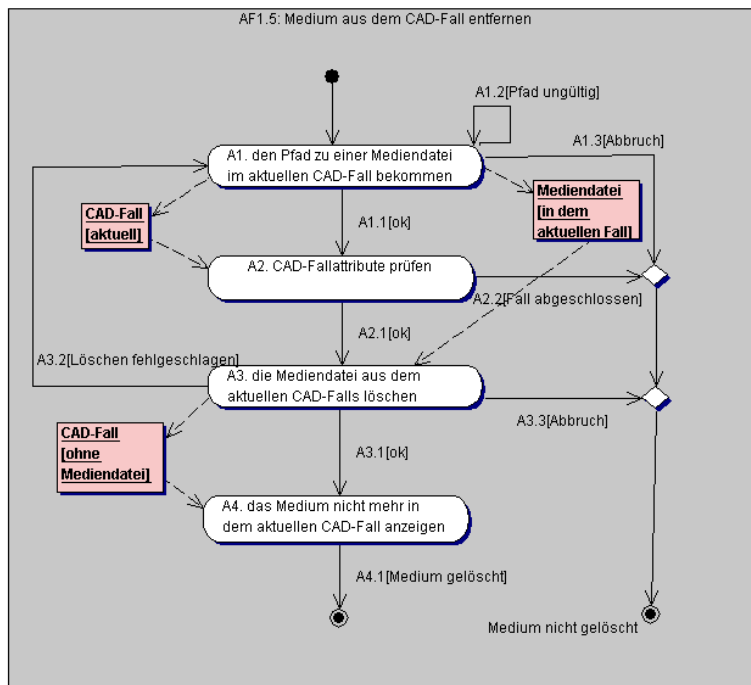 AF1.5: Medium aus dem CAD-Fall entfernen
A1.2[Pfad ungültig]
A1.3[Abbruch]
A1. den Pfad zu einer Mediendatei
im aktuellen CAD-Fall bekommen
CAD-Fall
[aktuell]
Mediendatei
[in dem
aktuellen Fall]
A1.1[ok]
A2. CAD-Fallattribute prüfen
A2.2[Fall abgeschlossen]
A2.1[ok]
A3.2[Löschen fehlgeschlagen]
A3. die Mediendatei aus dem
aktuellen CAD-Falls löschen
A3.3[Abbruch]
CAD-Fall
[ohne
Mediendatei]
A3.1[ok]
A4. das Medium nicht mehr in
dem aktuellen CAD-Fall anzeigen
A4.1[Medium gelöscht]
Medium nicht gelöscht